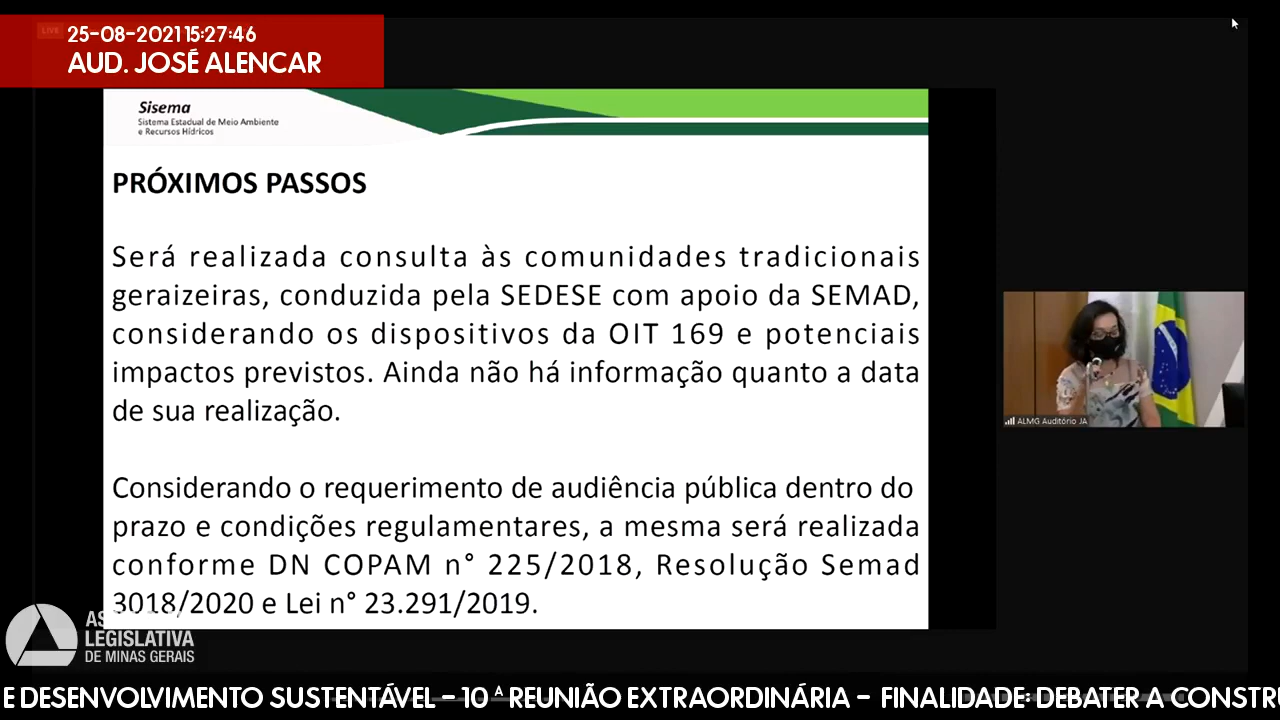 LIVE
25-08-2021 15:27:46
AUD. JOSÉ ALENCAR
Sisema
Sistema Estadual de Meio Ambiente
e Recursos Hídricos
PRÓXIMOS PASSOS
Será realizada consulta às comunidades tradicionais
geraizeiras, conduzida pela SEDESE com apoio da SEMAD,
considerando os dispositivos da OIT 169 e potenciais
impactos previstos. Ainda não há informação quanto a data
de sua realização.
Considerando o requerimento de audiência pública dentro do
prazo e condições regulamentares, a mesma será realizada
conforme DN COPAM n° 225/2018, Resolução Semad
3018/2020 e Lei n° 23.291/2019.
ALMG Auditório JA
LEGISLATIVA
DE MINAS GERAIS
E DESENVOLVIMENTO SUSTENTÁVEL - 10ª REUNIÃO EXTRAORDINÁRIA - FINALIDADE: DEBATER A CONSTR